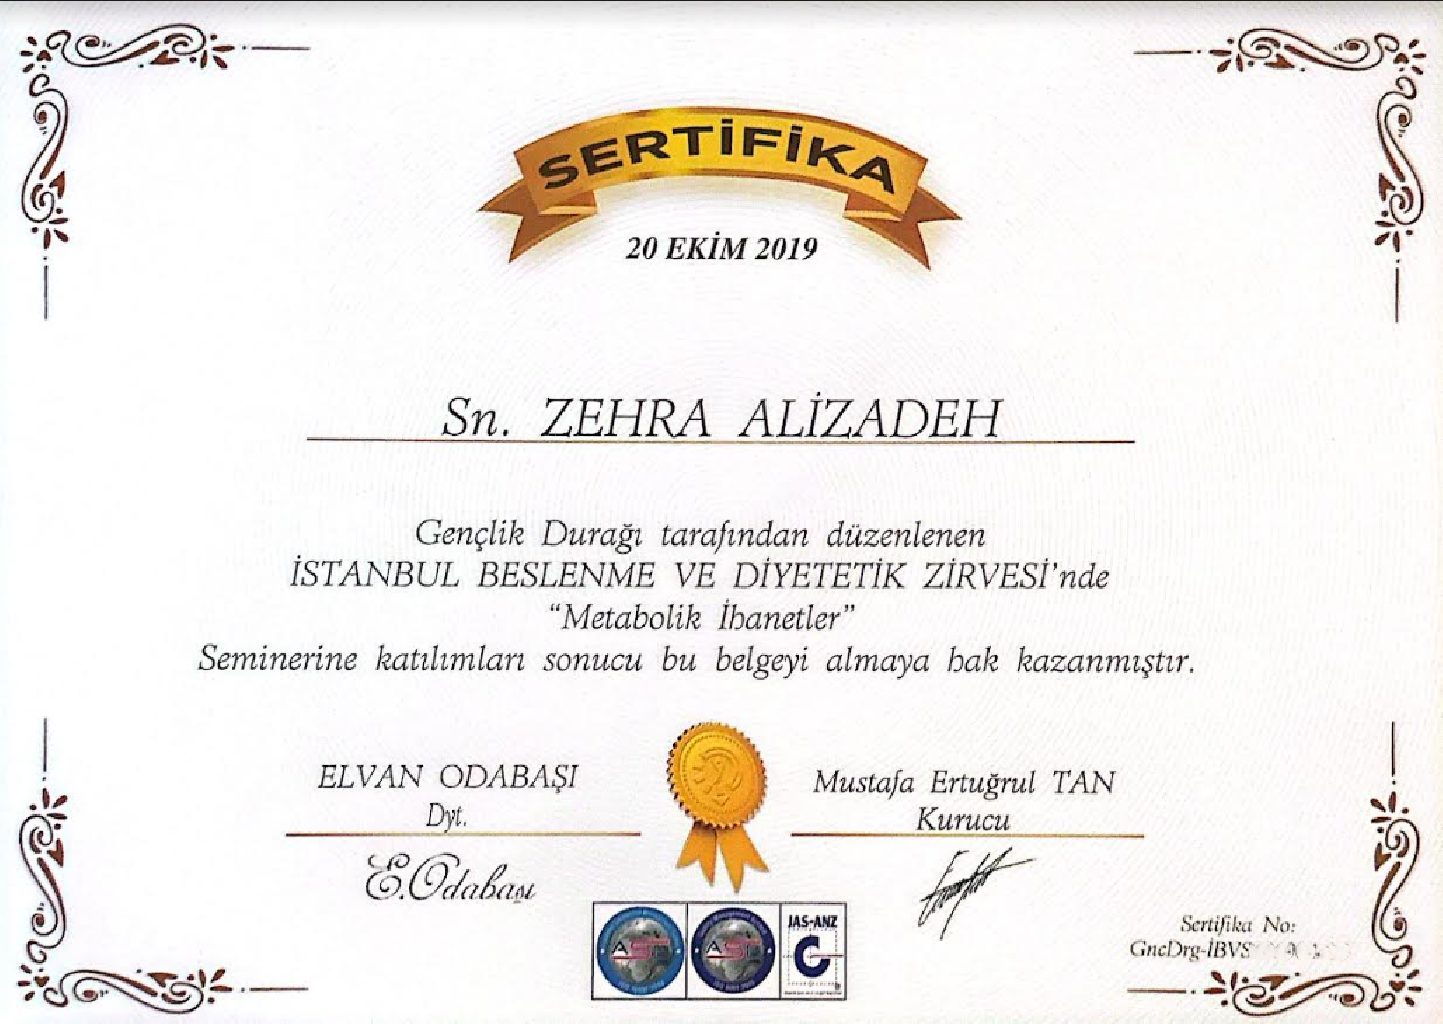 SERTİFİKA
20 EKİM 2019
Sn. ZEHRA ALİZADEH
Gençlik Durağı tarafından düzenlenen
İSTANBUL BESLENME VE DİYETETİK ZİRVESİ'nde
“Metabolik İhanetler”
Seminerine katılımları sonucu bu belgeyi almaya hak kazanmıştır.
ELVAN ODABAŞI
Dyt.
E.Odabaşı
Mustafa Ertuğrul TAN
Kurucu
JAS-ANZ
Sertifika No:
GncDrg-İBVS